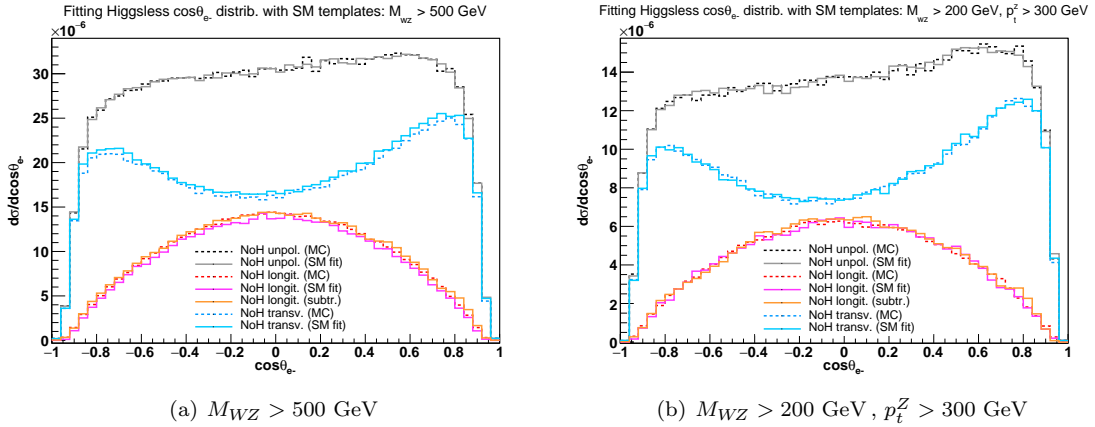 Fitting Higgsless cosθe- distrib. with SM templates: Mwz > 500 GeV
×10⁻⁶
dσ/dcosθe-
30
25
20
15
10
5
0
NoH unpol. (MC)
NoH unpol. (SM fit)
NoH longit. (MC)
NoH longit. (SM fit)
NoH longit. (subtr.)
NoH transv. (MC)
NoH transv. (SM fit)
−1 −0.8 −0.6 −0.4 −0.2 0 0.2 0.4 0.6 0.8 1
cosθe-
(a) MWZ > 500 GeV
Fitting Higgsless cosθe- distrib. with SM templates: Mwz > 200 GeV, ptz > 300 GeV
×10⁻⁶
dσ/dcosθe-
14
12
10
8
6
4
2
0
NoH unpol. (MC)
NoH unpol. (SM fit)
NoH longit. (MC)
NoH longit. (SM fit)
NoH longit. (subtr.)
NoH transv. (MC)
NoH transv. (SM fit)
−1 −0.8 −0.6 −0.4 −0.2 0 0.2 0.4 0.6 0.8 1
cosθe-
(b) MWZ > 200 GeV , ptZ > 300 GeV